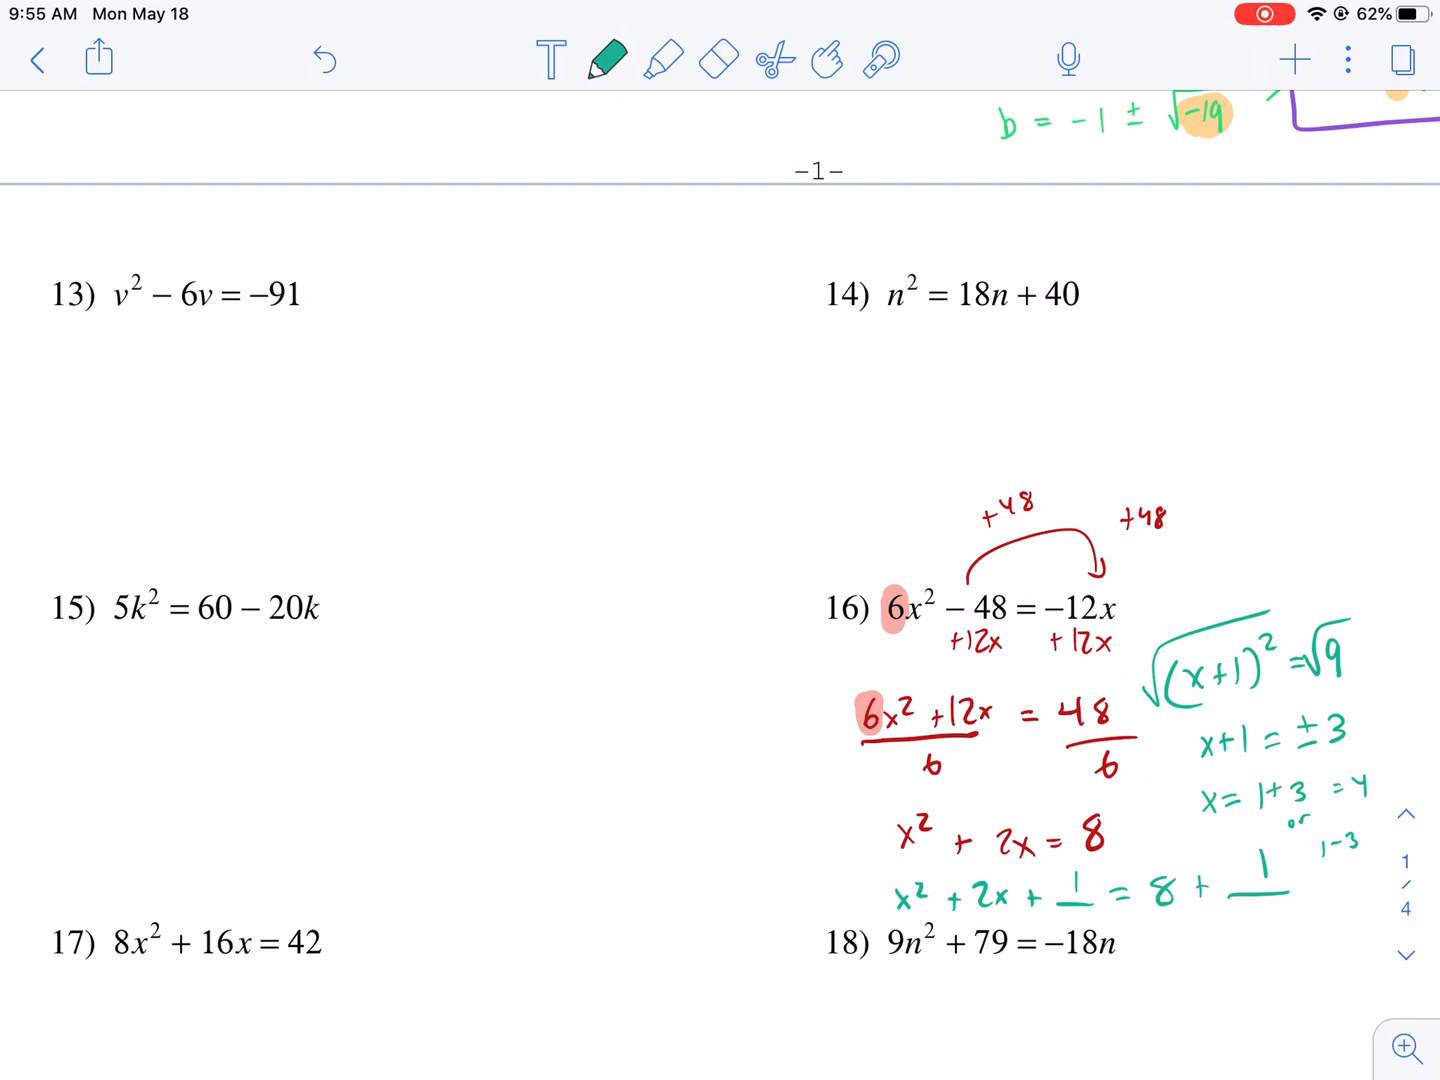 9:55 AM Mon May 18
62%
T
b = -1 ± √-19
-1-
13) v² − 6v = −91
14) n² = 18n + 40
+48
+48
15) 5k² = 60 − 20k
16) 6x² − 48 = −12x
+12x +12x
√(x+1)² = √9
6x² + 12x = 48
6 6
x+1 = ±3
x = 1+3 = 4
or
1-3
x² + 2x = 8
x² + 2x + 1 = 8 + 1
1
/
4
17) 8x² + 16x = 42
18) 9n² + 79 = −18n